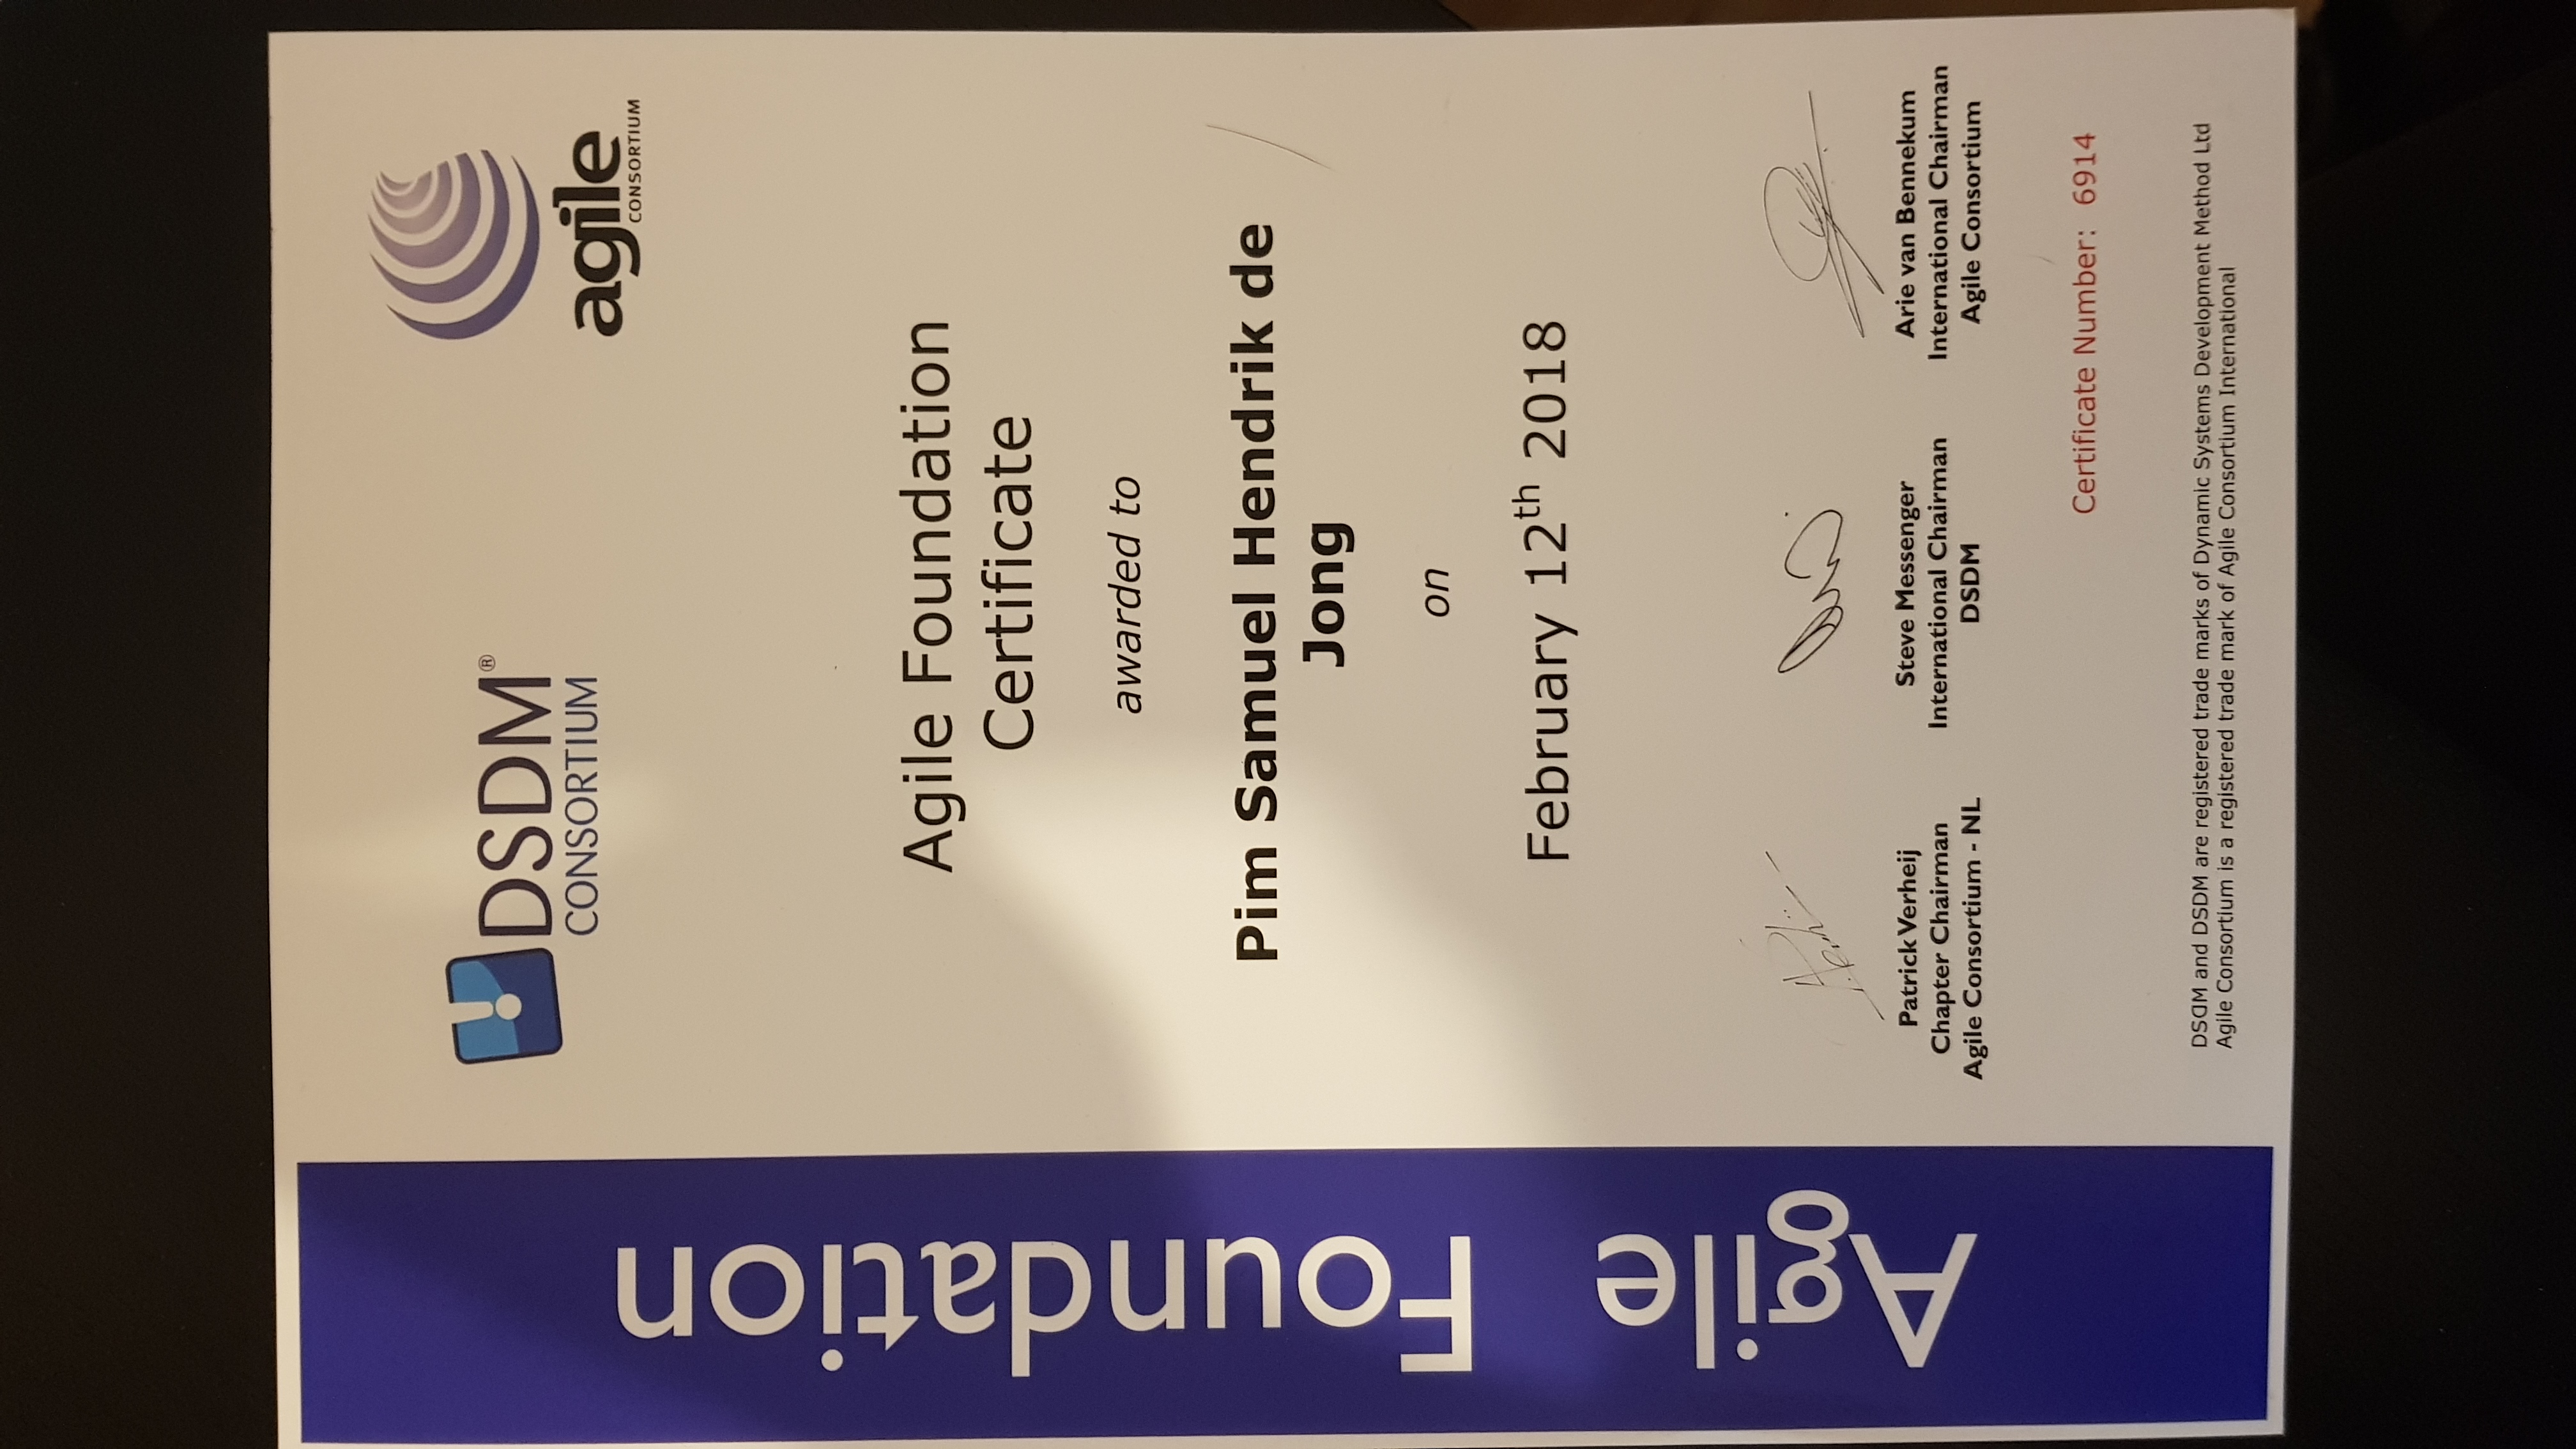 Agile Foundation
DSDM®
CONSORTIUM
agile
CONSORTIUM
Agile Foundation
Certificate
awarded to
Pim Samuel Hendrik de
Jong
on
February 12th 2018
Patrick Verheij
Chapter Chairman
Agile Consortium - NL
Steve Messenger
International Chairman
DSDM
Arie van Bennekum
International Chairman
Agile Consortium
Certificate Number: 6914
DSDM and DSDM are registered trade marks of Dynamic Systems Development Method Ltd
Agile Consortium is a registered trade mark of Agile Consortium International